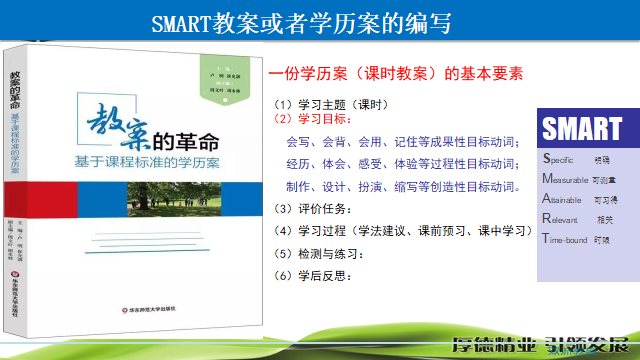 SMART教案或者学历案的编写
教案的革命
基于课程标准的学历案
教案的革命
基于课程标准的学历案
华东师范大学出版社
华东师范大学出版社
一份学历案（课时教案）的基本要素
（1）学习主题（课时）
（2）学习目标：
会写、会背、会用、记住等成果性目标动词；
经历、体会、感受、体验等过程性目标动词；
制作、设计、扮演、缩写等创造性目标动词。
（3）评价任务：
（4）学习过程（学法建议、课前预习、课中学习）
（5）检测与练习：
（6）学后反思：
SMART
Specific 明确
Measurable 可测量
Attainable 可习得
Relevant 相关
Time-bound 时限
厚德精业 引领发展